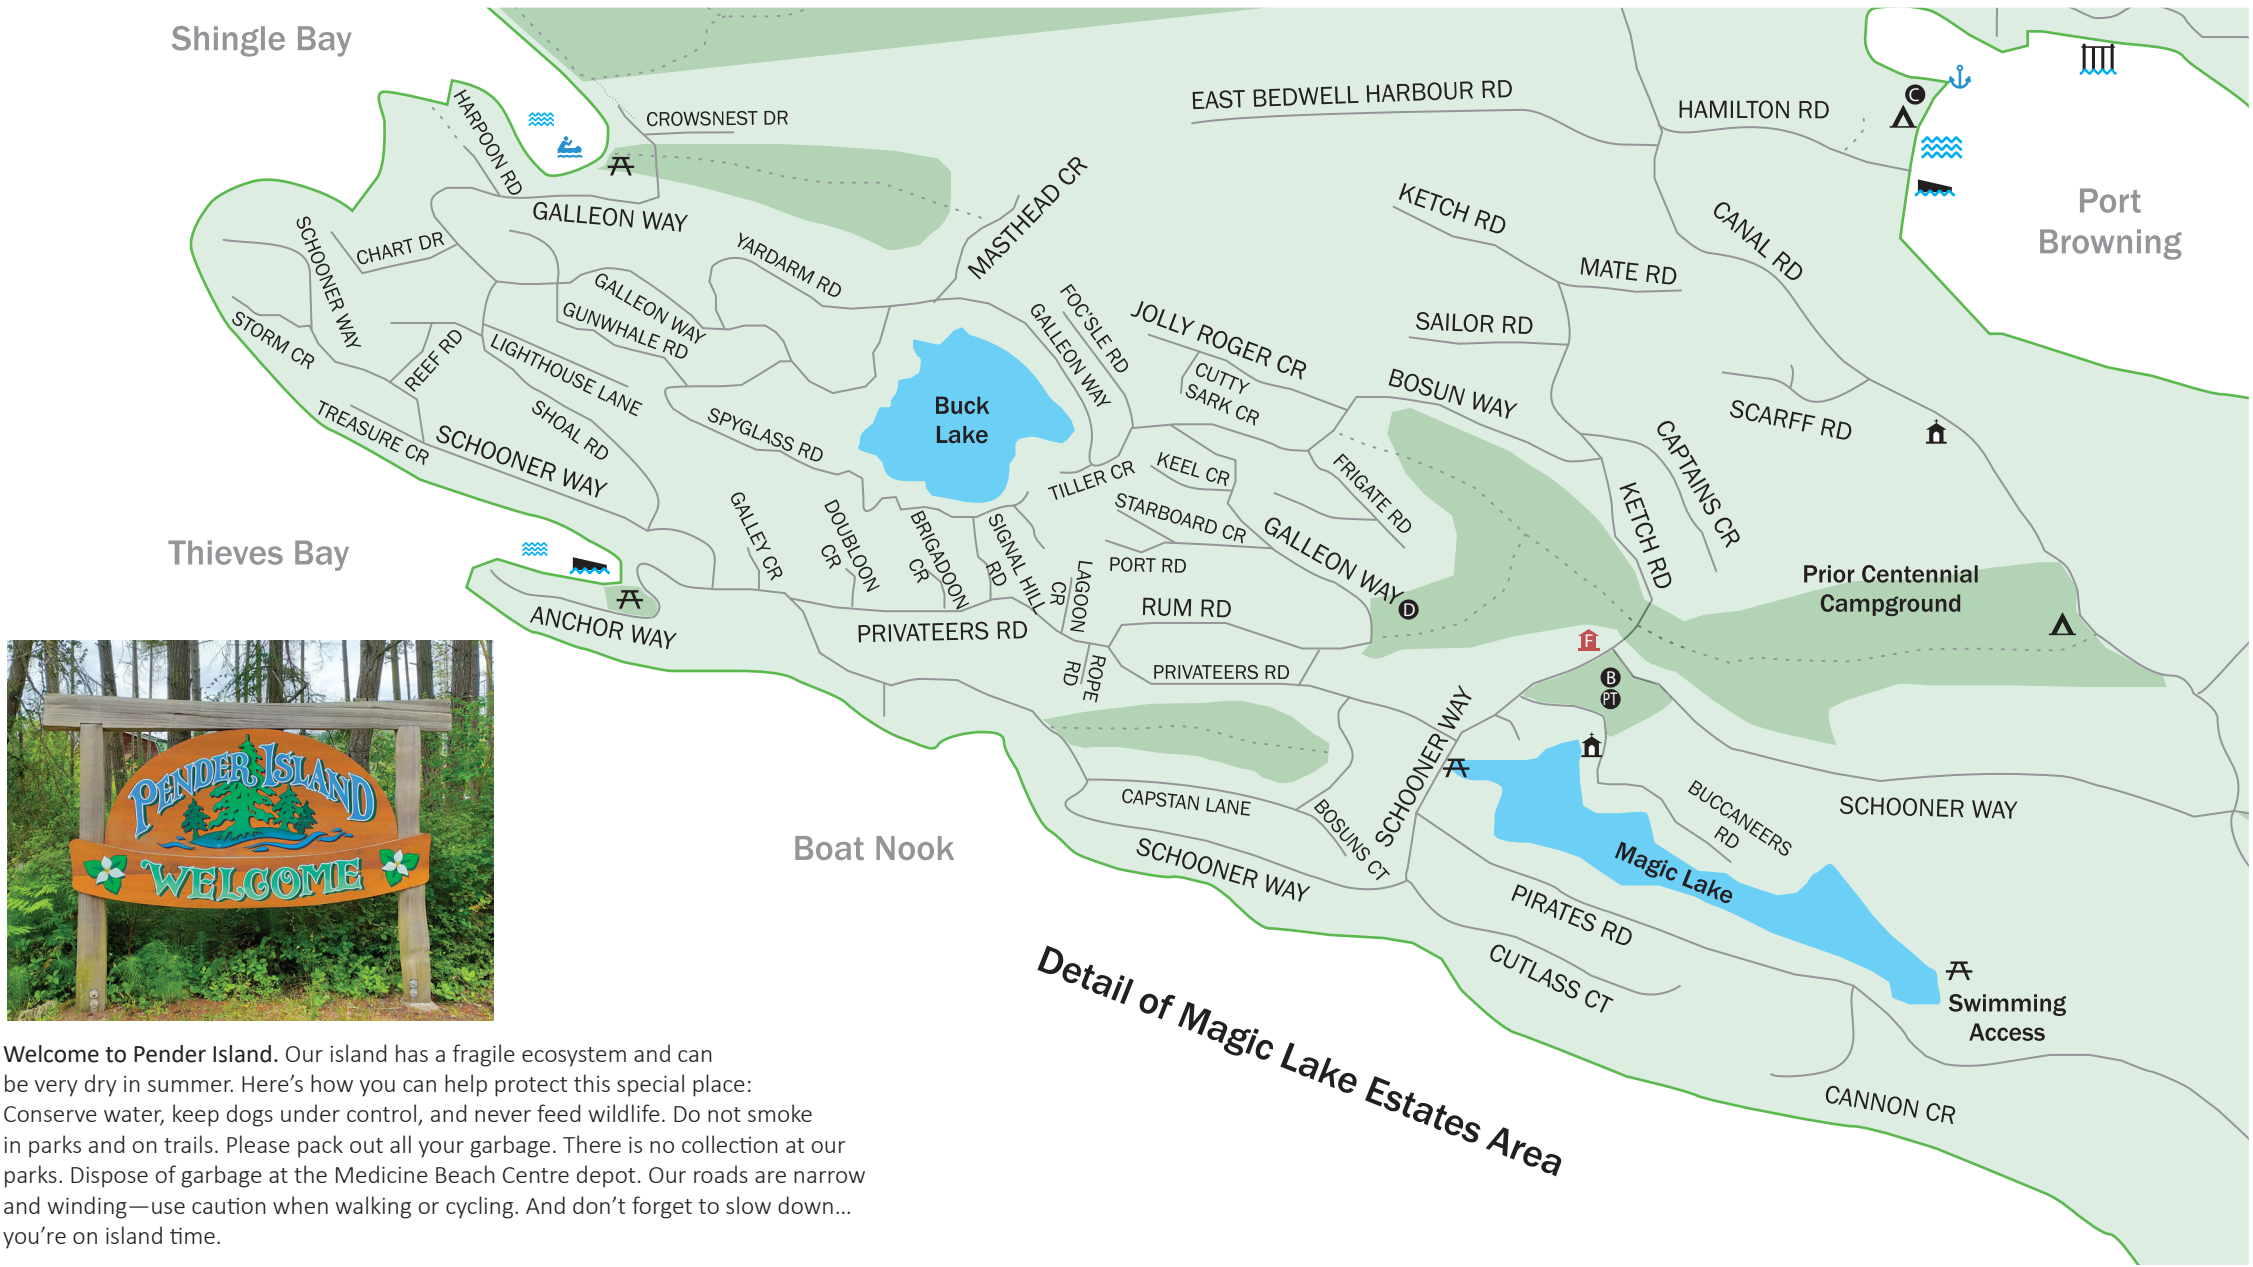 Shingle Bay
HARPOON RD
CROWSNEST DR
EAST BEDWELL HARBOUR RD
HAMILTON RD
C
Port
Browning
GALLEON WAY
MASTHEAD CR
KETCH RD
CANAL RD
SCHOONER WAY
CHART DR
YARDARM RD
MATE RD
GALLEON WAY
GUNWHALE RD
FOC'SLE RD
GALLEON WAY
JOLLY ROGER CR
SAILOR RD
STORM CR
REEF RD
LIGHTHOUSE LANE
CUTTY
SARK CR
BOSUN WAY
SCARFF RD
Buck
Lake
TREASURE CR
SCHOONER WAY
SHOAL RD
SPYGLASS RD
CAPTAINS CR
TILLER CR
KEEL CR
FRIGATE RD
KETCH RD
STARBOARD CR
GALLEON WAY
GALLEY CR
DOUBLOON
CR
BRIGADOON
CR
SIGNAL HILL
RD
Thieves Bay
LAGOON
CR
PORT RD
Prior Centennial
Campground
RUM RD
D
ANCHOR WAY
PRIVATEERS RD
F
ROPE
RD
PRIVATEERS RD
B
PT
SCHOONER WAY
PENDER ISLAND
WELCOME
CAPSTAN LANE
BOSUNS CT
BUCCANEERS
RD
SCHOONER WAY
Boat Nook
SCHOONER WAY
Magic Lake
PIRATES RD
CUTLASS CT
Swimming
Access
CANNON CR
Detail of Magic Lake Estates Area
Welcome to Pender Island. Our island has a fragile ecosystem and can
be very dry in summer. Here’s how you can help protect this special place:
Conserve water, keep dogs under control, and never feed wildlife. Do not smoke
in parks and on trails. Please pack out all your garbage. There is no collection at our
parks. Dispose of garbage at the Medicine Beach Centre depot. Our roads are narrow
and winding—use caution when walking or cycling. And don’t forget to slow down...
you’re on island time.